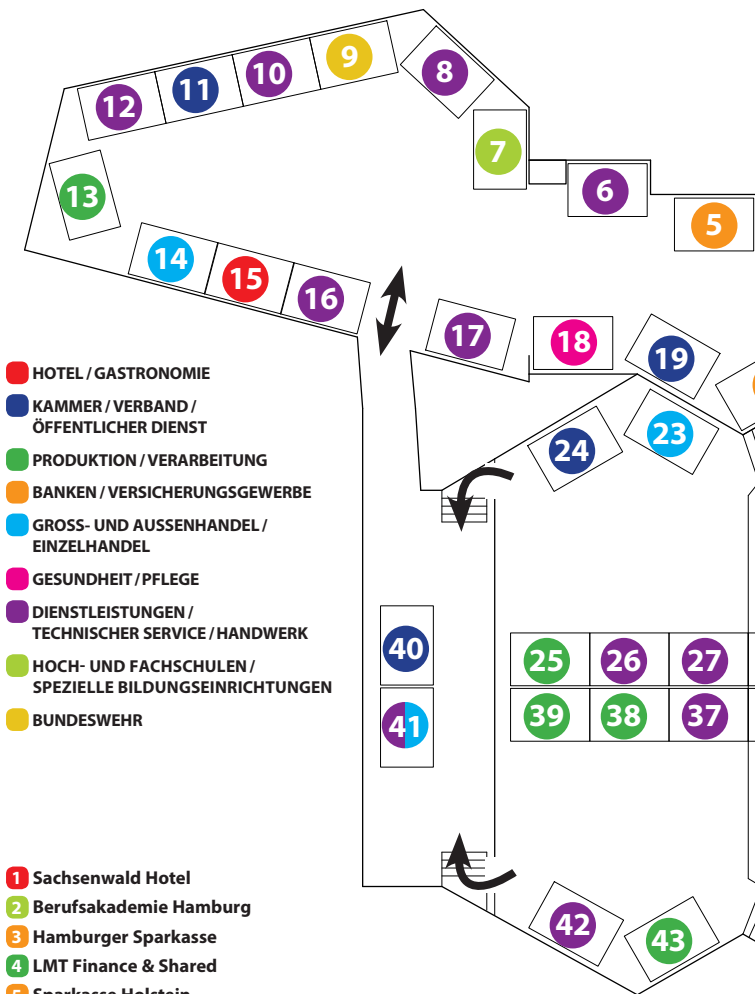 9
8
10
11
12
7
6
13
5
14
15
16
17
18
19
23
24
HOTEL / GASTRONOMIE
KAMMER / VERBAND /
ÖFFENTLICHER DIENST
PRODUKTION / VERARBEITUNG
BANKEN / VERSICHERUNGSGEWERBE
GROSS- UND AUSSENHANDEL /
EINZELHANDEL
GESUNDHEIT / PFLEGE
DIENSTLEISTUNGEN /
TECHNISCHER SERVICE / HANDWERK
HOCH- UND FACHSCHULEN /
SPEZIELLE BILDUNGSEINRICHTUNGEN
BUNDESWEHR
40
25 26 27
41
39 38 37
42
43
1 Sachsenwald Hotel
2 Berufsakademie Hamburg
3 Hamburger Sparkasse
4 LMT Finance & Shared
5 Sparkasse Holstein